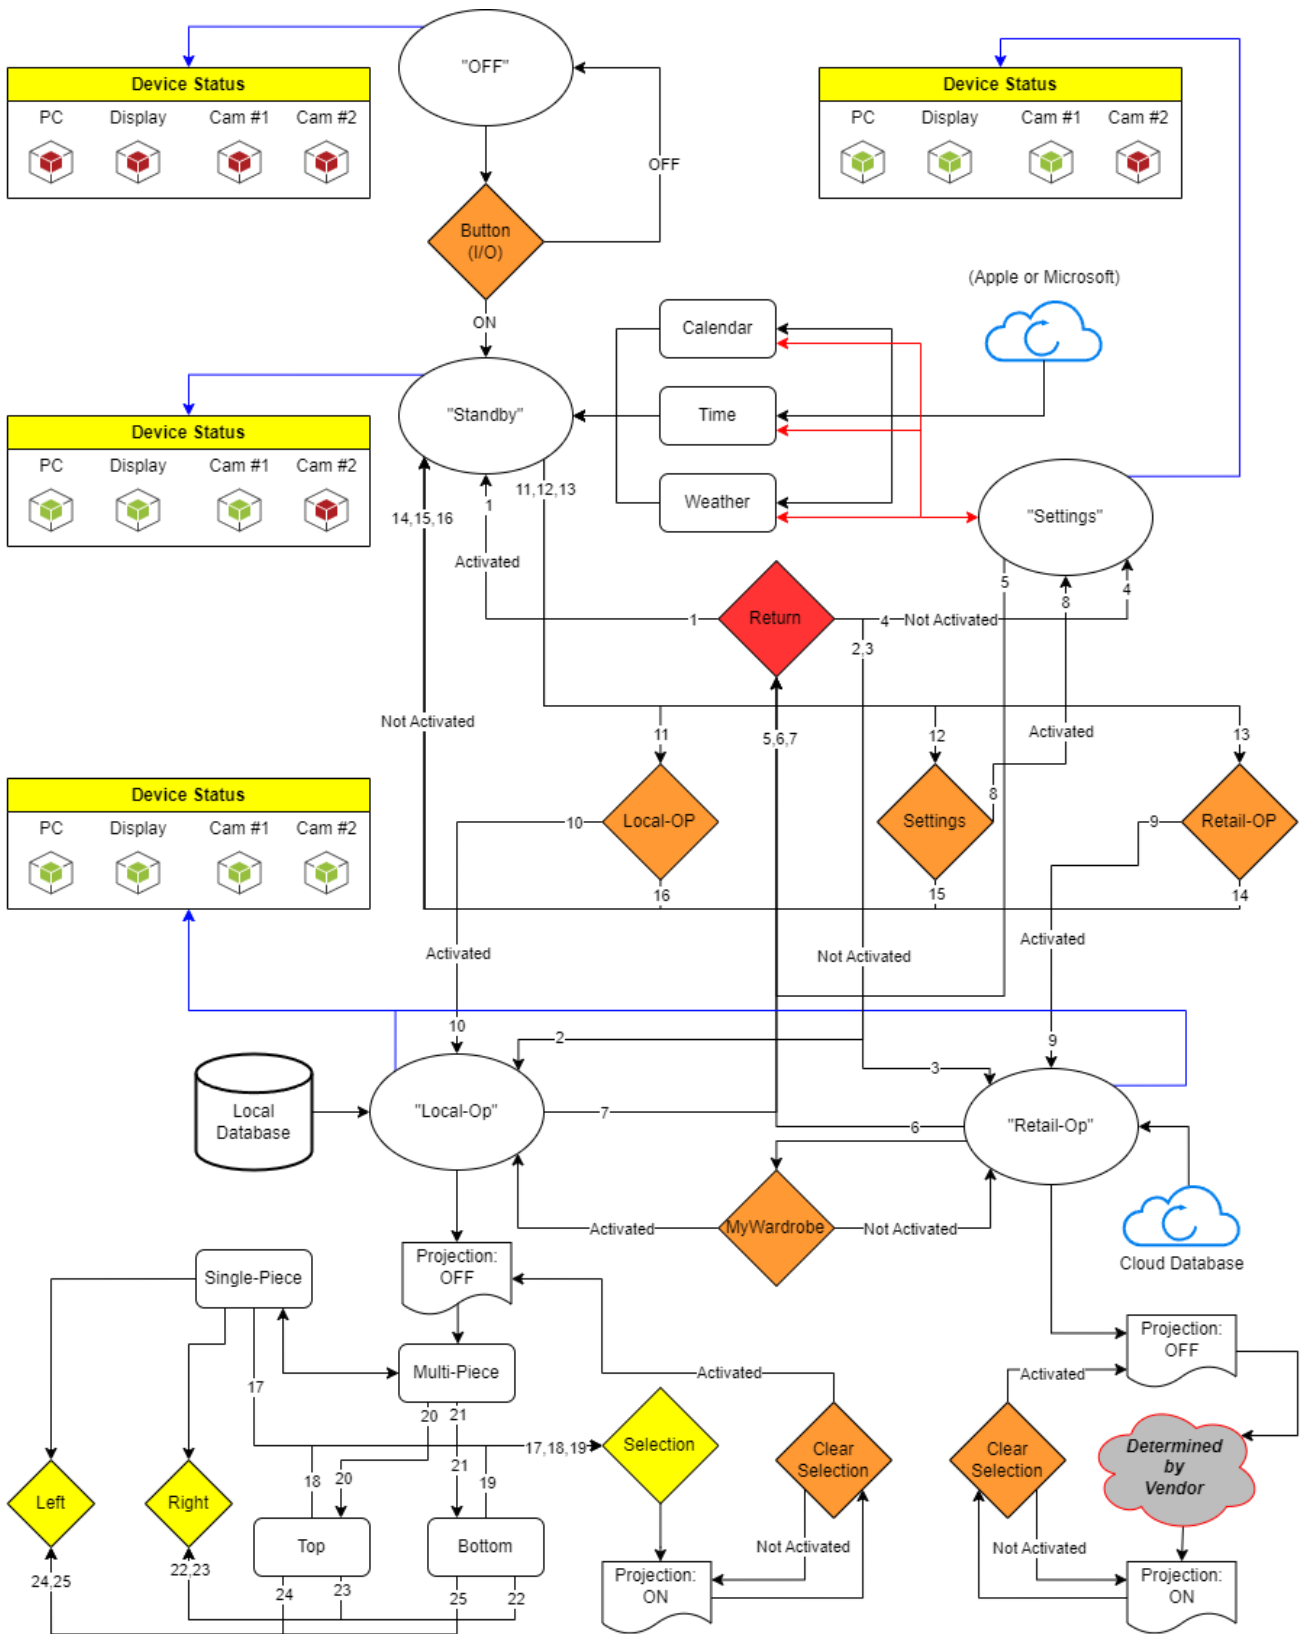 "OFF"
Device Status
PC Display Cam #1 Cam #2
Device Status
PC Display Cam #1 Cam #2
OFF
Button
(I/O)
(Apple or Microsoft)
ON
Calendar
"Standby"
Time
Device Status
PC Display Cam #1 Cam #2
Weather
11,12,13
1
14,15,16
"Settings"
Activated
5
8
4
1
Return
4
Not Activated
2,3
Not Activated
5,6,7
11
12
Activated
13
Device Status
PC Display Cam #1 Cam #2
8
10
Local-OP
Settings
9
Retail-OP
16
15
14
Activated
Not Activated
Activated
10
2
9
3
Local
Database
"Local-Op"
7
6
"Retail-Op"
Activated
MyWardrobe
Not Activated
Cloud Database
Single-Piece
Projection:
OFF
Projection:
OFF
Multi-Piece
Activated
Activated
17
20
21
17,18,19
Selection
Clear
Selection
Clear
Selection
Determined
by
Vendor
18
20
21
19
Left
Right
Top
Bottom
Not Activated
Not Activated
24,25
22,23
24
23
25
22
Projection:
ON
Projection:
ON